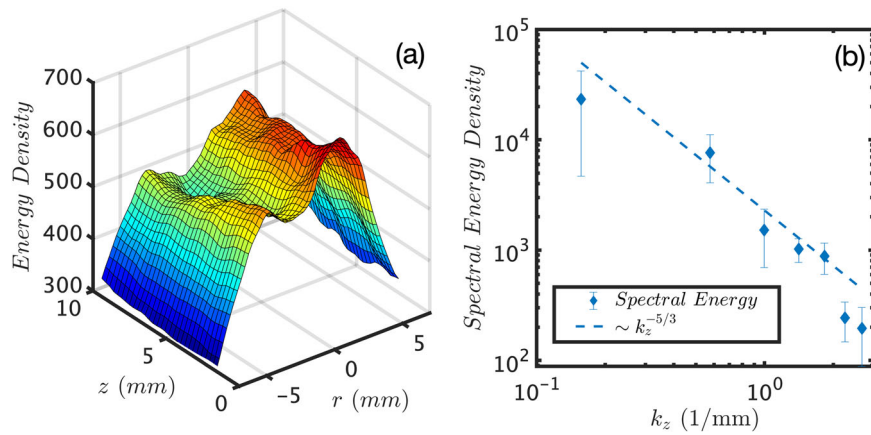 (a)
700
600
500
400
300
Energy Density
10
5
0
z (mm)
-5
0
5
r (mm)
(b)
10^5
10^4
10^3
10^2
Spectral Energy Density
Spectral Energy
∼ k_z^{-5/3}
10^-1
10^0
k_z (1/mm)